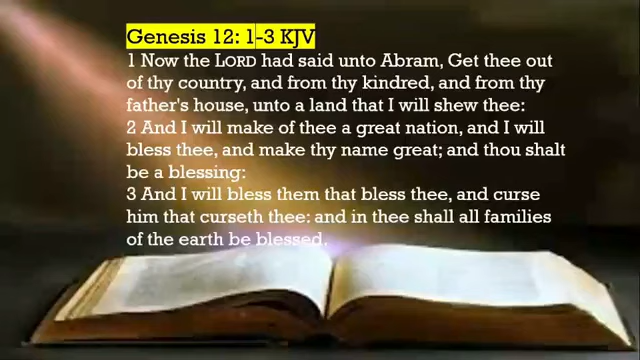 Genesis 12: 1-3 KJV
1 Now the LORD had said unto Abram, Get thee out
of thy country, and from thy kindred, and from thy
father's house, unto a land that I will shew thee:
2 And I will make of thee a great nation, and I will
bless thee, and make thy name great; and thou shalt
be a blessing:
3 And I will bless them that bless thee, and curse
him that curseth thee: and in thee shall all families
of the earth be blessed.